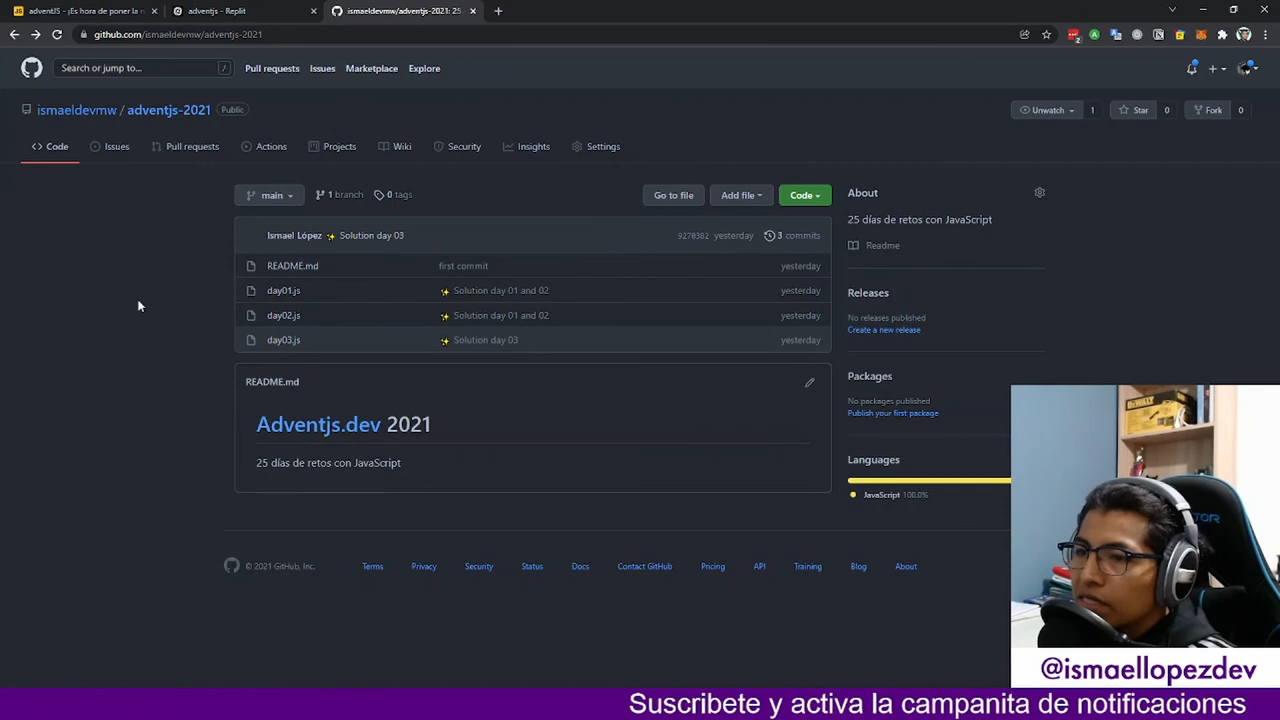 adventJS - ¡Es hora de poner la n
adventjs - Replit
ismaeldevmw/adventjs-2021: 25
github.com/ismaeldevmw/adventjs-2021
Search or jump to...
/
Pull requests
Issues
Marketplace
Explore
ismaeldevmw / adventjs-2021
Public
Unwatch
1
Star
0
Fork
0
Code
Issues
Pull requests
Actions
Projects
Wiki
Security
Insights
Settings
main
1 branch
0 tags
Go to file
Add file
Code
Ismael López ✨ Solution day 03
9270382 yesterday
3 commits
README.md
first commit
yesterday
day01.js
✨ Solution day 01 and 02
yesterday
day02.js
✨ Solution day 01 and 02
yesterday
day03.js
✨ Solution day 03
yesterday
README.md
Adventjs.dev 2021
25 días de retos con JavaScript
About
25 días de retos con JavaScript
Readme
Releases
No releases published
Create a new release
Packages
No packages published
Publish your first package
Languages
JavaScript 100.0%
© 2021 GitHub, Inc.
Terms
Privacy
Security
Status
Docs
Contact GitHub
Pricing
API
Training
Blog
About
DEWALT
@ismaellopezdev
Suscribete y activa la campanita de notificaciones